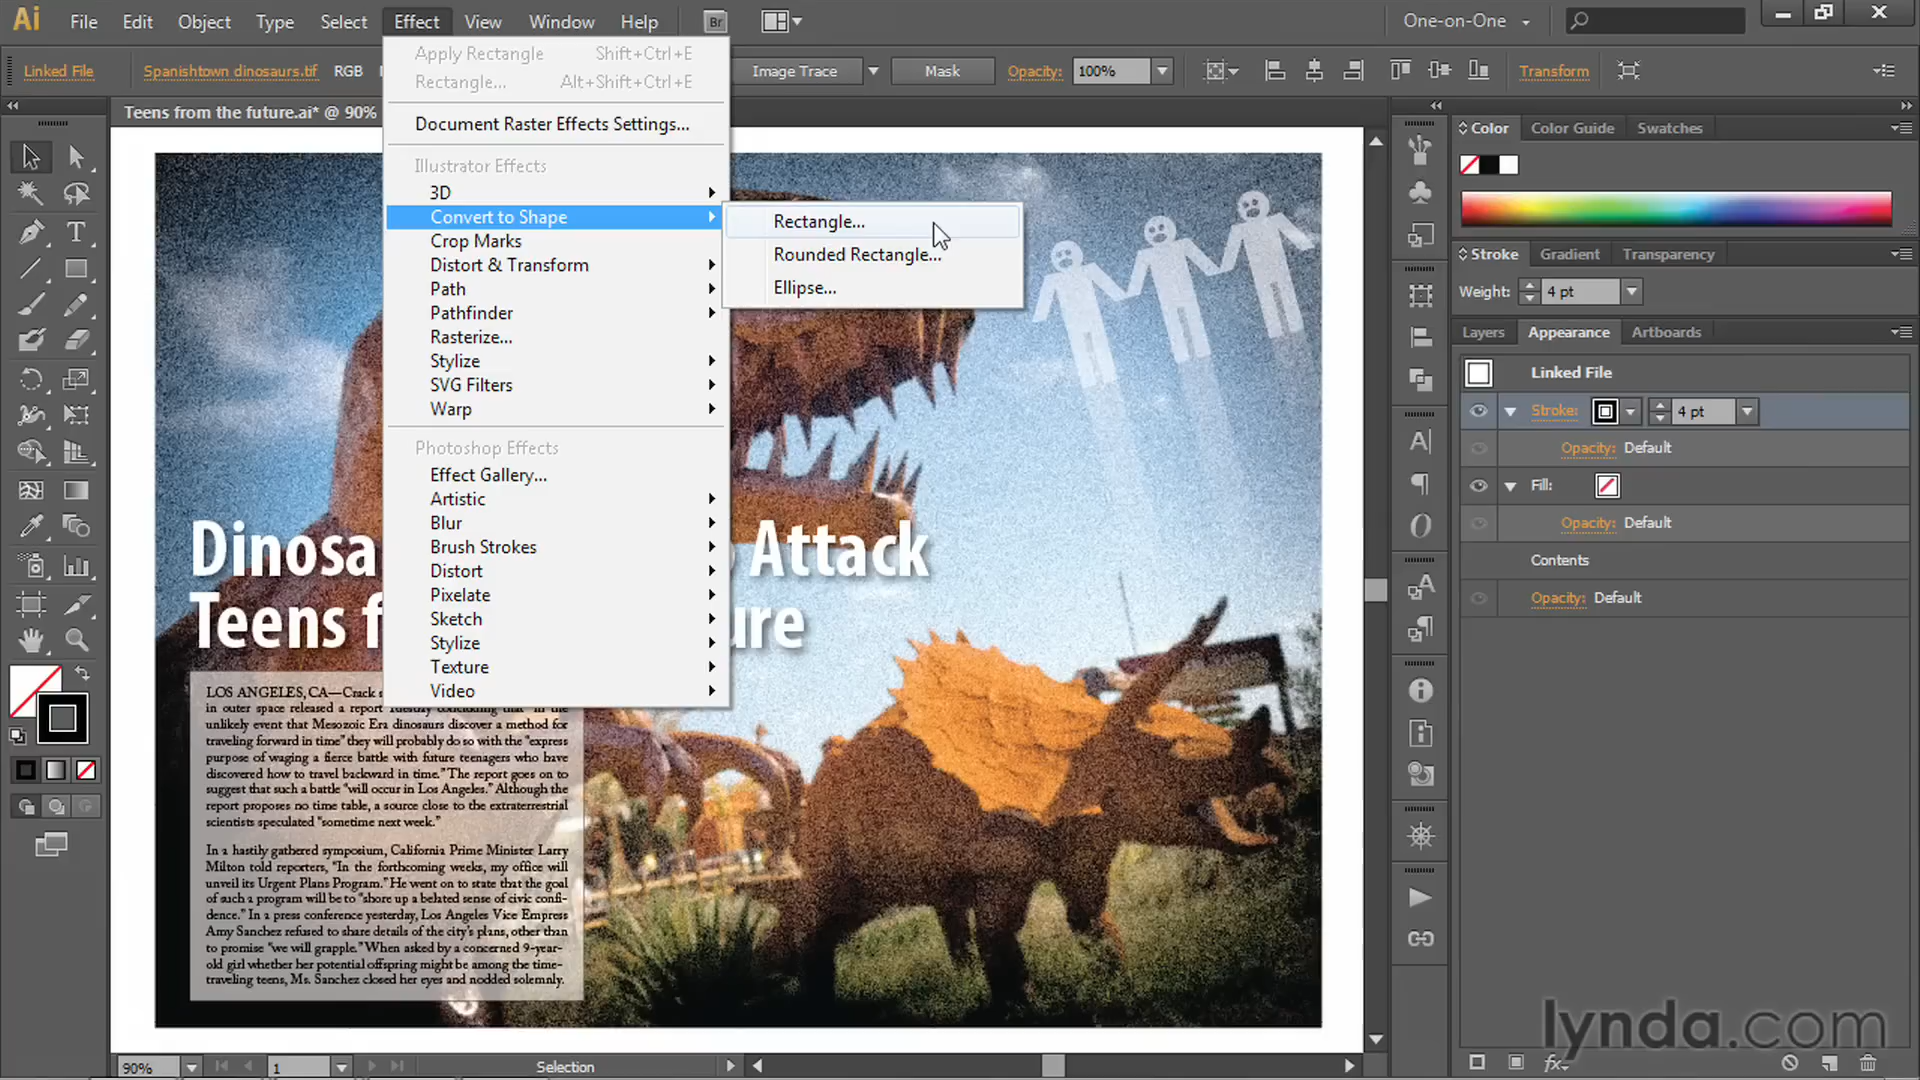 Ai File Edit Object Type Select Effect View Window Help Br One-on-One
Linked File Spanishtown dinosaurs.tif RGB Image Trace Mask Opacity: 100% Transform
Teens from the future.ai* @ 90%
Apply Rectangle Shift+Ctrl+E
Rectangle... Alt+Shift+Ctrl+E
Document Raster Effects Settings...
Illustrator Effects
3D
Convert to Shape
Crop Marks
Distort & Transform
Path
Pathfinder
Rasterize...
Stylize
SVG Filters
Warp
Photoshop Effects
Effect Gallery...
Artistic
Blur
Brush Strokes
Distort
Pixelate
Sketch
Stylize
Texture
Video
Rectangle...
Rounded Rectangle...
Ellipse...
Dinosa Attack
Teens f ure
LOS ANGELES, CA—Crack s
in outer space released a report Tuesday concluding that "in the
unlikely event that Mesozoic Era dinosaurs discover a method for
traveling forward in time" they will probably do so with the "express
purpose of waging a fierce battle with future teenagers who have
discovered how to travel backward in time." The report goes on to
suggest that such a battle "will occur in Los Angeles." Although the
report proposes no time table, a source close to the extraterrestrial
scientists speculated "sometime next week."
In a hastily gathered symposium, California Prime Minister Larry
Milton told reporters, "In the forthcoming weeks, my office will
unveil its Urgent Plans Program." He went on to state that the goal
of such a program will be to "shore up a belated sense of civic confi-
dence." In a press conference yesterday, Los Angeles Vice Empress
Amy Sanchez refused to share details of the city's plans, other than
to promise "we will grapple." When asked by a concerned 9-year-
old girl whether her potential offspring might be among the time-
traveling teens, Ms. Sanchez closed her eyes and nodded solemnly.
90% 1 Selection
Color Color Guide Swatches
Stroke Gradient Transparency
Weight: 4 pt
Layers Appearance Artboards
Linked File
Stroke: 4 pt
Opacity: Default
Fill:
Opacity: Default
Contents
Opacity: Default
fx
lynda.com